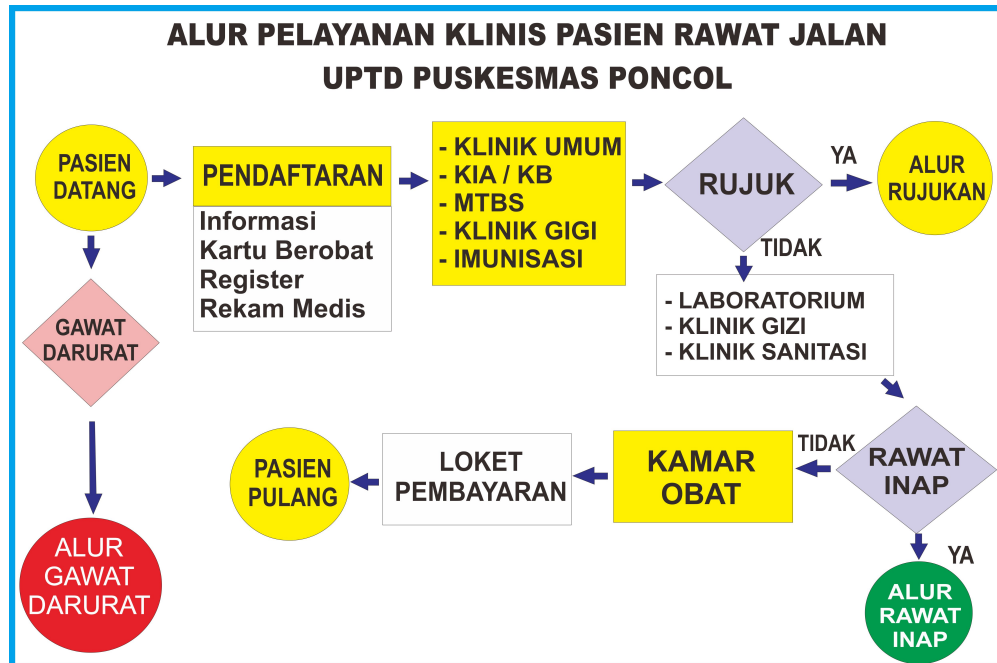 ALUR PELAYANAN KLINIS PASIEN RAWAT JALAN
UPTD PUSKESMAS PONCOL
PASIEN
DATANG
PENDAFTARAN
Informasi
Kartu Berobat
Register
Rekam Medis
- KLINIK UMUM
- KIA / KB
- MTBS
- KLINIK GIGI
- IMUNISASI
RUJUK
YA
ALUR
RUJUKAN
TIDAK
- LABORATORIUM
- KLINIK GIZI
- KLINIK SANITASI
GAWAT
DARURAT
ALUR
GAWAT
DARURAT
RAWAT
INAP
TIDAK
KAMAR
OBAT
LOKET
PEMBAYARAN
PASIEN
PULANG
YA
ALUR
RAWAT
INAP